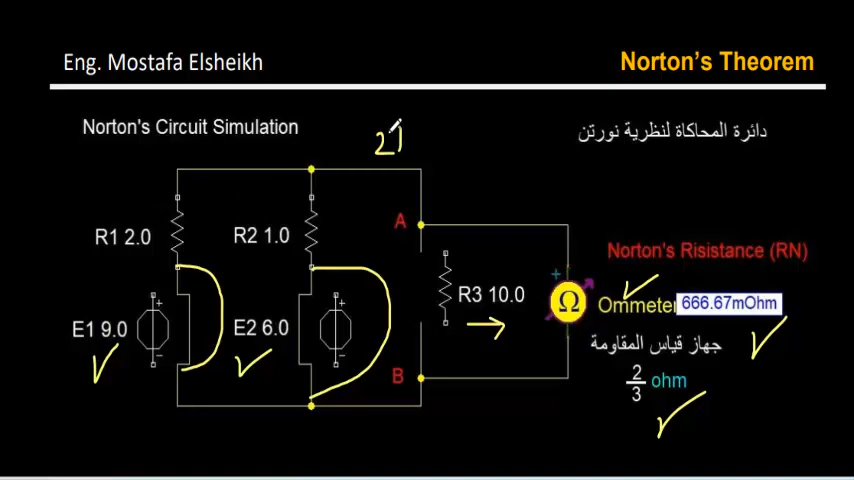 Eng. Mostafa Elsheikh
Norton's Theorem
Norton's Circuit Simulation
دائرة المحاكاة لنظرية نورتن
R1 2.0
R2 1.0
A
Norton's Risistance (RN)
R3 10.0
+
Ω
Ommeter 666.67mOhm
E1 9.0
+
-
E2 6.0
+
-
جهاز قياس المقاومة
B
2
3
ohm